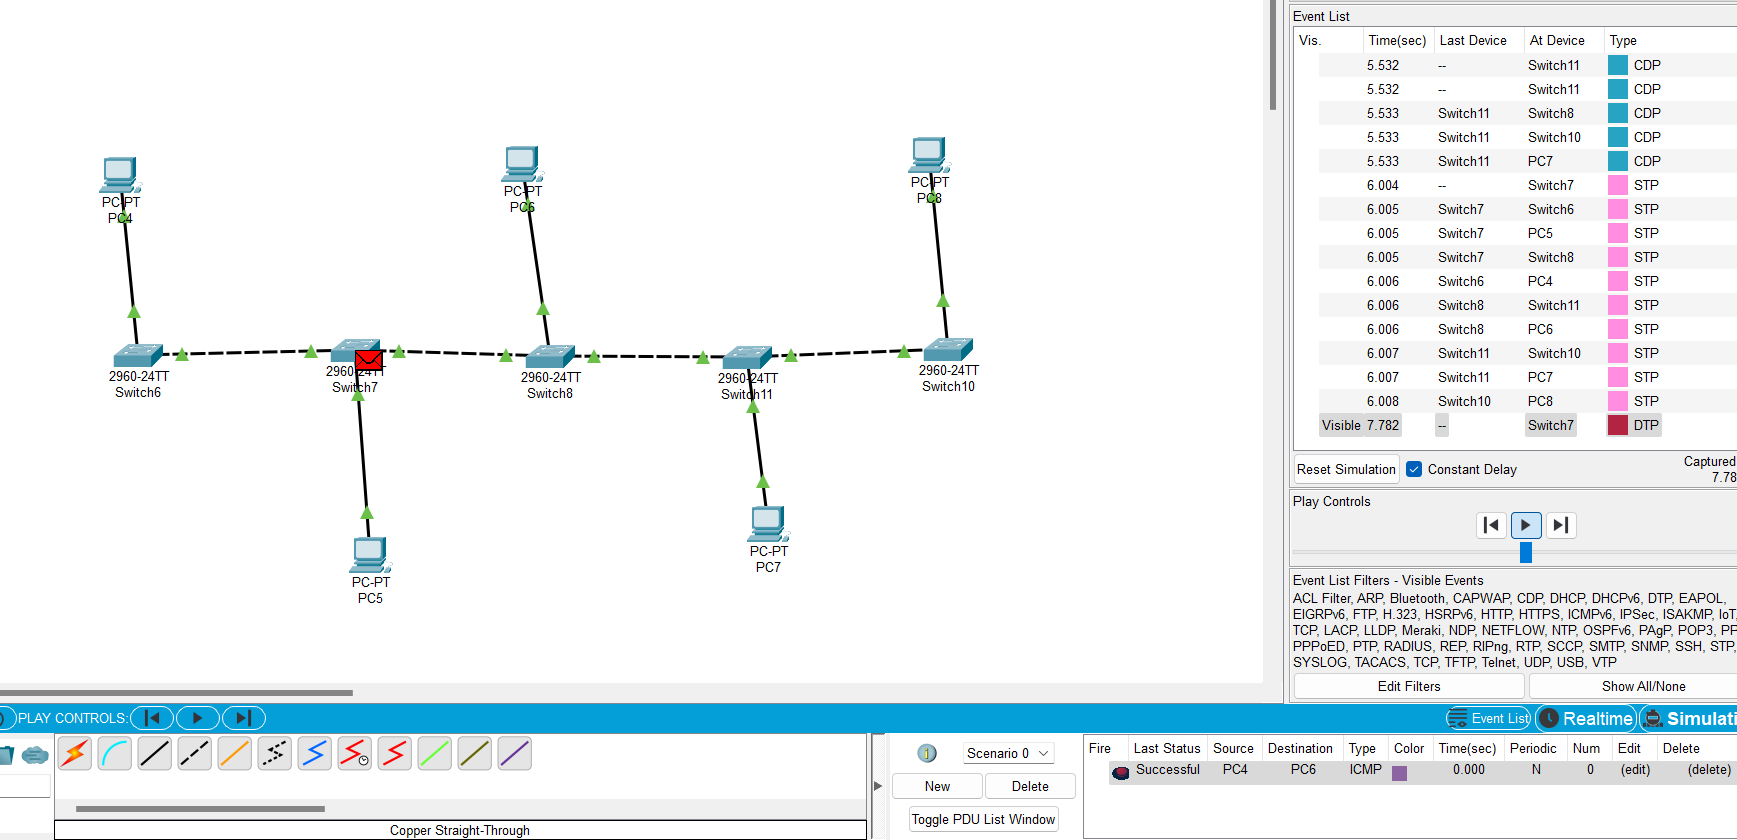 PC-PT
PC4
PC-PT
PC6
PC-PT
PC8
2960-24TT
Switch6
2960-24TT
Switch7
2960-24TT
Switch8
2960-24TT
Switch11
2960-24TT
Switch10
PC-PT
PC5
PC-PT
PC7
Event List
Vis. Time(sec) Last Device At Device Type
5.532 -- Switch11 CDP
5.532 -- Switch11 CDP
5.533 Switch11 Switch8 CDP
5.533 Switch11 Switch10 CDP
5.533 Switch11 PC7 CDP
6.004 -- Switch7 STP
6.005 Switch7 Switch6 STP
6.005 Switch7 PC5 STP
6.005 Switch7 Switch8 STP
6.006 Switch6 PC4 STP
6.006 Switch8 Switch11 STP
6.006 Switch8 PC6 STP
6.007 Switch11 Switch10 STP
6.007 Switch11 PC7 STP
6.008 Switch10 PC8 STP
Visible 7.782 -- Switch7 DTP
Reset Simulation Constant Delay Captured
7.78
Play Controls
Event List Filters - Visible Events
ACL Filter, ARP, Bluetooth, CAPWAP, CDP, DHCP, DHCPv6, DTP, EAPOL,
EIGRPv6, FTP, H.323, HSRPv6, HTTP, HTTPS, ICMPv6, IPSec, ISAKMP, IoT,
TCP, LACP, LLDP, Meraki, NDP, NETFLOW, NTP, OSPFv6, PAgP, POP3, PP
PPPoED, PTP, RADIUS, REP, RIPng, RTP, SCCP, SMTP, SNMP, SSH, STP,
SYSLOG, TACACS, TCP, TFTP, Telnet, UDP, USB, VTP
Edit Filters Show All/None
PLAY CONTROLS: Event List Realtime Simulati
Scenario 0
New Delete
Toggle PDU List Window
Fire Last Status Source Destination Type Color Time(sec) Periodic Num Edit Delete
Successful PC4 PC6 ICMP 0.000 N 0 (edit) (delete)
Copper Straight-Through